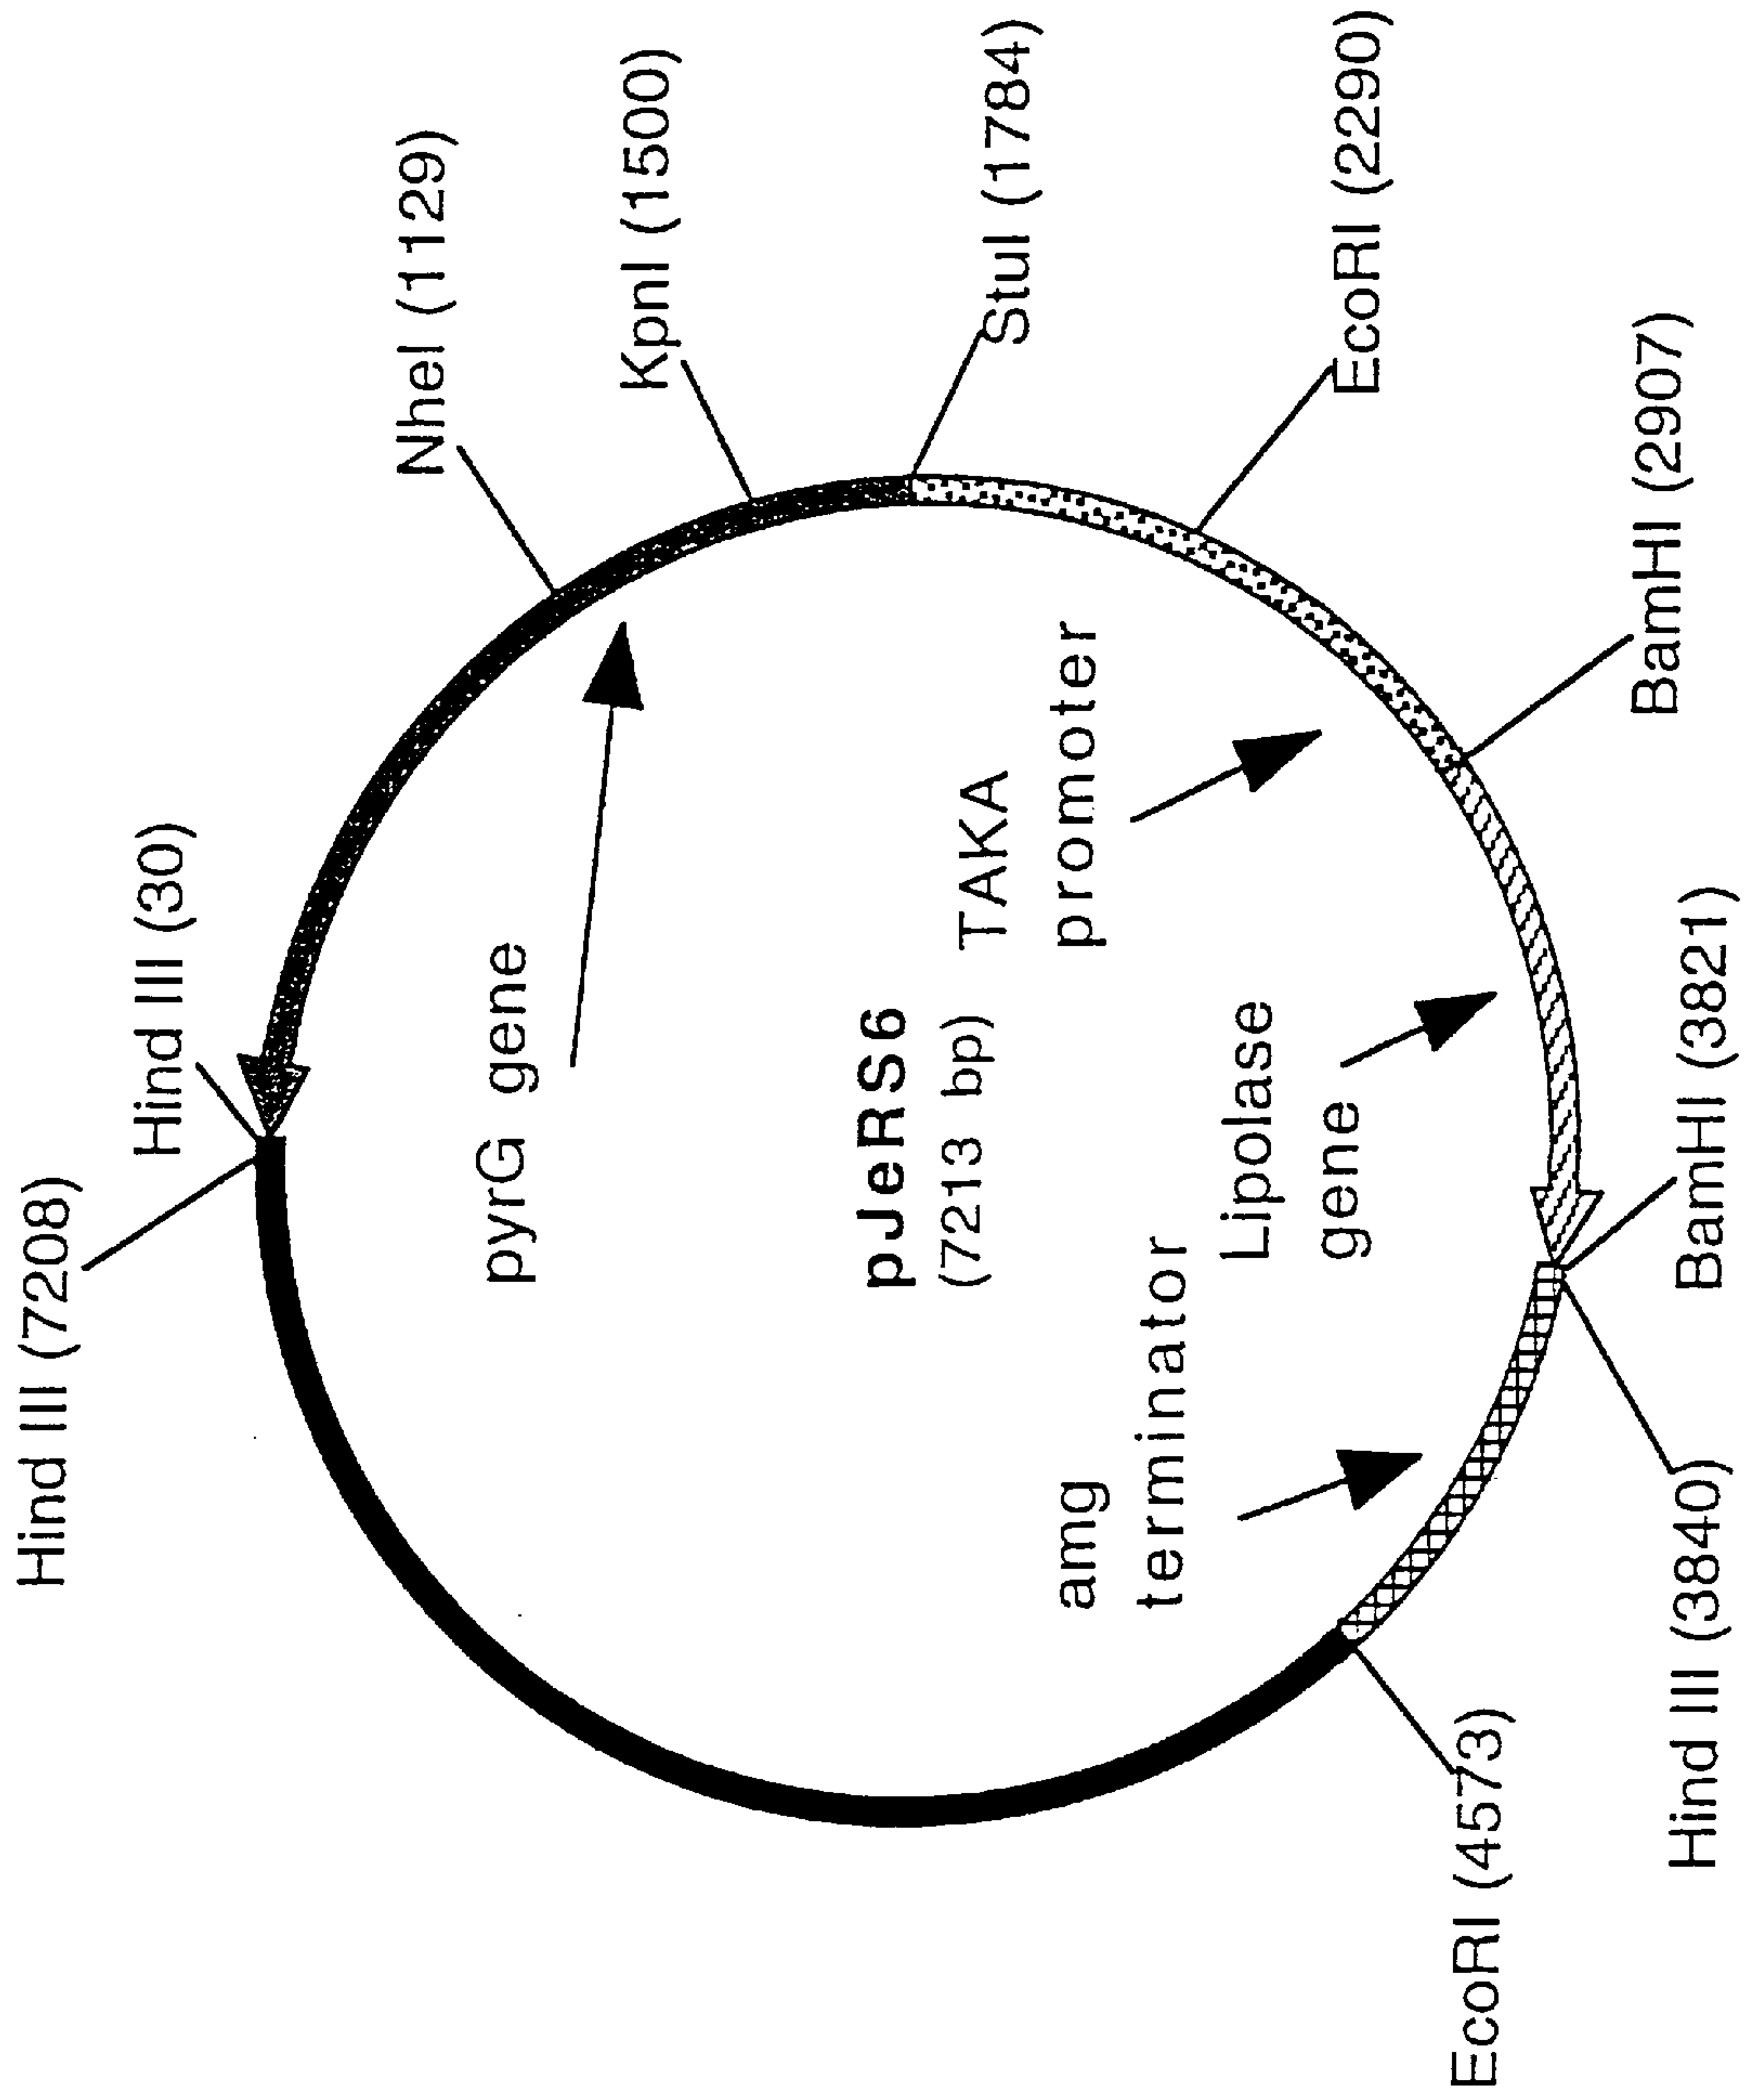 Hind III (7208)
Hind III (30)
NheI (1129)
KpnI (1500)
StuI (1784)
EcoRI (2290)
BamHI (2907)
BamHI (3821)
Hind III (3840)
EcoRI (4573)
pyrG gene
pJeRS6
(7213 bp)
TAKA
promoter
Lipolase
gene
amg
terminator